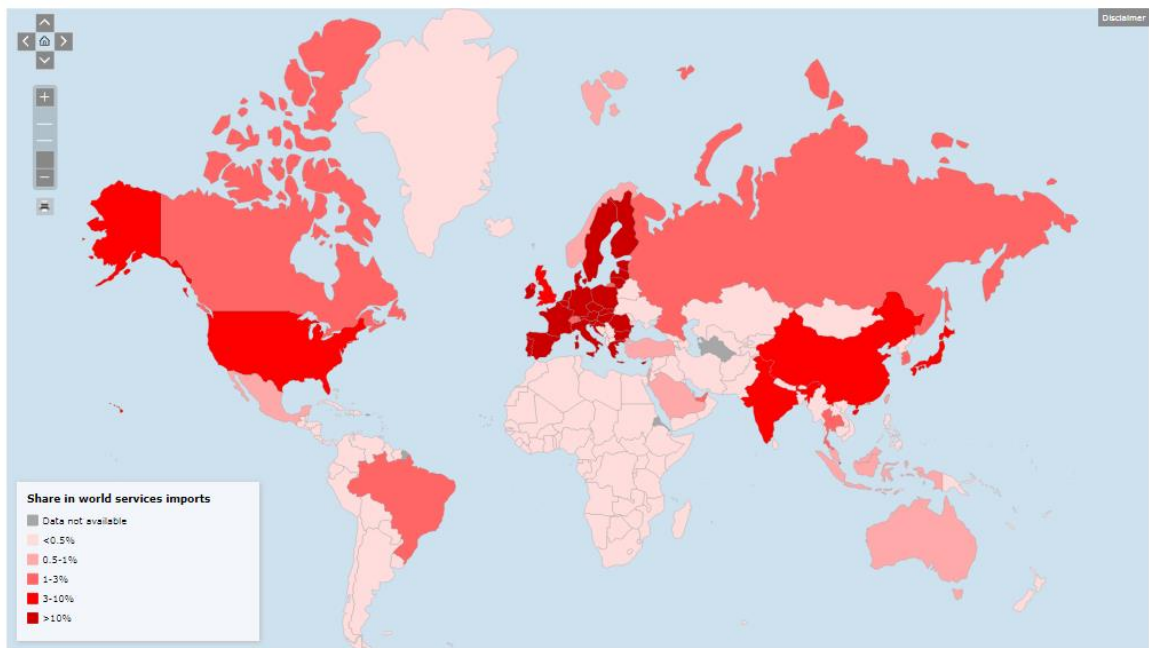 Disclaimer
+
−
Share in world services imports
Data not available
<0.5%
0.5-1%
1-3%
3-10%
>10%